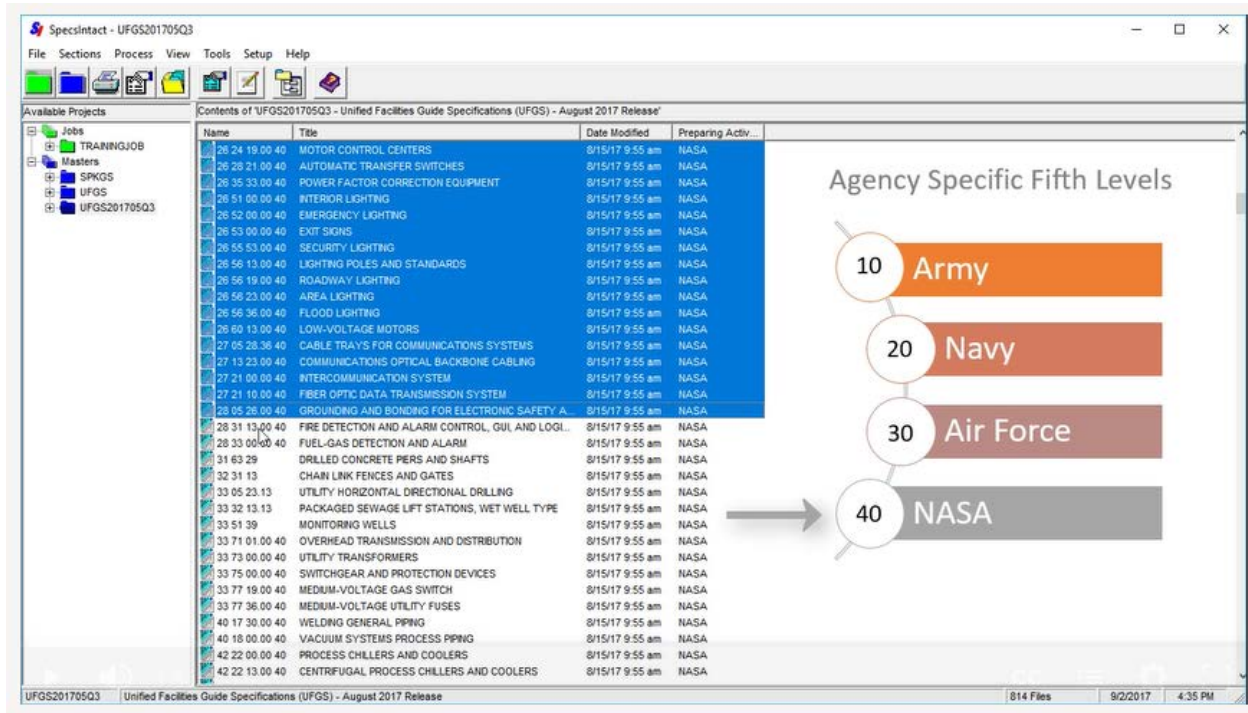 SpecsIntact - UFGS201705Q3
File Sections Process View Tools Setup Help
Available Projects
Contents of 'UFGS201705Q3 - Unified Facilities Guide Specifications (UFGS) - August 2017 Release'
Jobs
TRAININGJOB
Masters
SPKGS
UFGS
UFGS201705Q3
Name Title Date Modified Preparing Activ...
26 24 19.00 40 MOTOR CONTROL CENTERS 8/15/17 9:55 am NASA
26 28 21.00 40 AUTOMATIC TRANSFER SWITCHES 8/15/17 9:55 am NASA
26 35 33.00 40 POWER FACTOR CORRECTION EQUIPMENT 8/15/17 9:55 am NASA
26 51 00.00 40 INTERIOR LIGHTING 8/15/17 9:55 am NASA
26 52 00.00 40 EMERGENCY LIGHTING 8/15/17 9:55 am NASA
26 53 00.00 40 EXIT SIGNS 8/15/17 9:55 am NASA
26 55 53.00 40 SECURITY LIGHTING 8/15/17 9:55 am NASA
26 56 13.00 40 LIGHTING POLES AND STANDARDS 8/15/17 9:55 am NASA
26 56 19.00 40 ROADWAY LIGHTING 8/15/17 9:55 am NASA
26 56 23.00 40 AREA LIGHTING 8/15/17 9:55 am NASA
26 56 36.00 40 FLOOD LIGHTING 8/15/17 9:55 am NASA
26 60 13.00 40 LOW-VOLTAGE MOTORS 8/15/17 9:55 am NASA
27 05 28.36 40 CABLE TRAYS FOR COMMUNICATIONS SYSTEMS 8/15/17 9:55 am NASA
27 13 23.00 40 COMMUNICATIONS OPTICAL BACKBONE CABLING 8/15/17 9:55 am NASA
27 21 00.00 40 INTERCOMMUNICATION SYSTEM 8/15/17 9:55 am NASA
27 21 10.00 40 FIBER OPTIC DATA TRANSMISSION SYSTEM 8/15/17 9:55 am NASA
28 05 26.00 40 GROUNDING AND BONDING FOR ELECTRONIC SAFETY A... 8/15/17 9:55 am NASA
28 31 13.00 40 FIRE DETECTION AND ALARM CONTROL, GUI, AND LOGI... 8/15/17 9:55 am NASA
28 33 00.00 40 FUEL-GAS DETECTION AND ALARM 8/15/17 9:55 am NASA
31 63 29 DRILLED CONCRETE PIERS AND SHAFTS 8/15/17 9:55 am NASA
32 31 13 CHAIN LINK FENCES AND GATES 8/15/17 9:55 am NASA
33 05 23.13 UTILITY HORIZONTAL DIRECTIONAL DRILLING 8/15/17 9:55 am NASA
33 32 13.13 PACKAGED SEWAGE LIFT STATIONS, WET WELL TYPE 8/15/17 9:55 am NASA
33 51 39 MONITORING WELLS 8/15/17 9:55 am NASA
33 71 01.00 40 OVERHEAD TRANSMISSION AND DISTRIBUTION 8/15/17 9:55 am NASA
33 73 00.00 40 UTILITY TRANSFORMERS 8/15/17 9:55 am NASA
33 75 00.00 40 SWITCHGEAR AND PROTECTION DEVICES 8/15/17 9:55 am NASA
33 77 19.00 40 MEDIUM-VOLTAGE GAS SWITCH 8/15/17 9:55 am NASA
33 77 36.00 40 MEDIUM-VOLTAGE UTILITY FUSES 8/15/17 9:55 am NASA
40 17 30.00 40 WELDING GENERAL PIPING 8/15/17 9:55 am NASA
40 18 00.00 40 VACUUM SYSTEMS PROCESS PIPING 8/15/17 9:55 am NASA
42 22 00.00 40 PROCESS CHILLERS AND COOLERS 8/15/17 9:55 am NASA
42 22 13.00 40 CENTRIFUGAL PROCESS CHILLERS AND COOLERS 8/15/17 9:55 am NASA
Agency Specific Fifth Levels
10 Army
20 Navy
30 Air Force
40 NASA
UFGS201705Q3 Unified Facilities Guide Specifications (UFGS) - August 2017 Release 814 Files 9/2/2017 4:35 PM